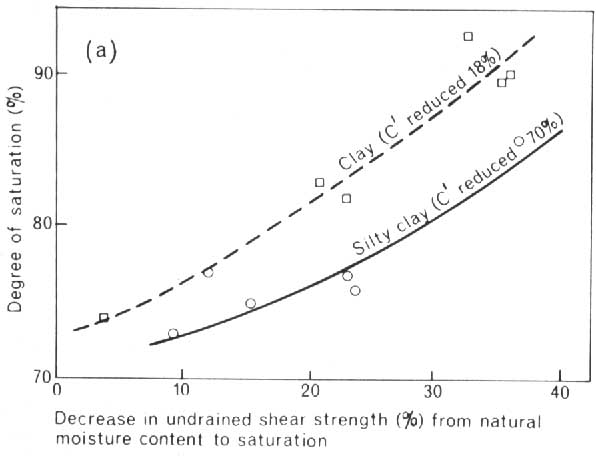 (a)
90
80
70
0
10
20
30
40
Degree of saturation (%)
Clay (C' reduced 18%)
Silty clay (C' reduced 70%)
Decrease in undrained shear strength (%) from natural
moisture content to saturation